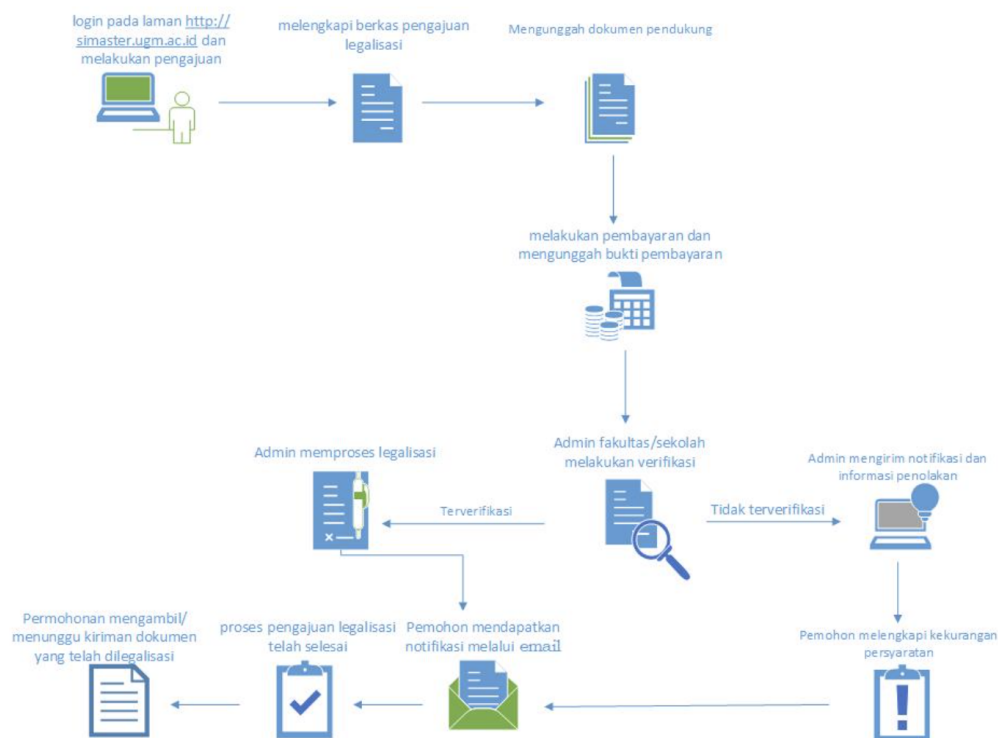 login pada laman http://
simaster.ugm.ac.id dan
melakukan pengajuan
melengkapi berkas pengajuan
legalisasi
Mengunggah dokumen pendukung
melakukan pembayaran dan
mengunggah bukti pembayaran
Admin fakultas/sekolah
melakukan verifikasi
Terverifikasi
Tidak terverifikasi
Admin memproses legalisasi
Admin mengirim notifikasi dan
informasi penolakan
Pemohon melengkapi kekurangan
persyaratan
Pemohon mendapatkan
notifikasi melalui email
proses pengajuan legalisasi
telah selesai
Permohonan mengambil/
menunggu kiriman dokumen
yang telah dilegalisasi